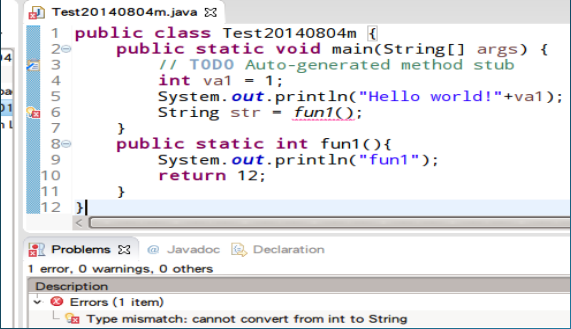 Test20140804m.java
1 public class Test20140804m {
2 public static void main(String[] args) {
3 // TODO Auto-generated method stub
4 int va1 = 1;
5 System.out.println("Hello world!"+va1);
6 String str = fun1();
7 }
8 public static int fun1(){
9 System.out.println("fun1");
10 return 12;
11 }
12 }
Problems @ Javadoc Declaration
1 error, 0 warnings, 0 others
Description
Errors (1 item)
Type mismatch: cannot convert from int to String